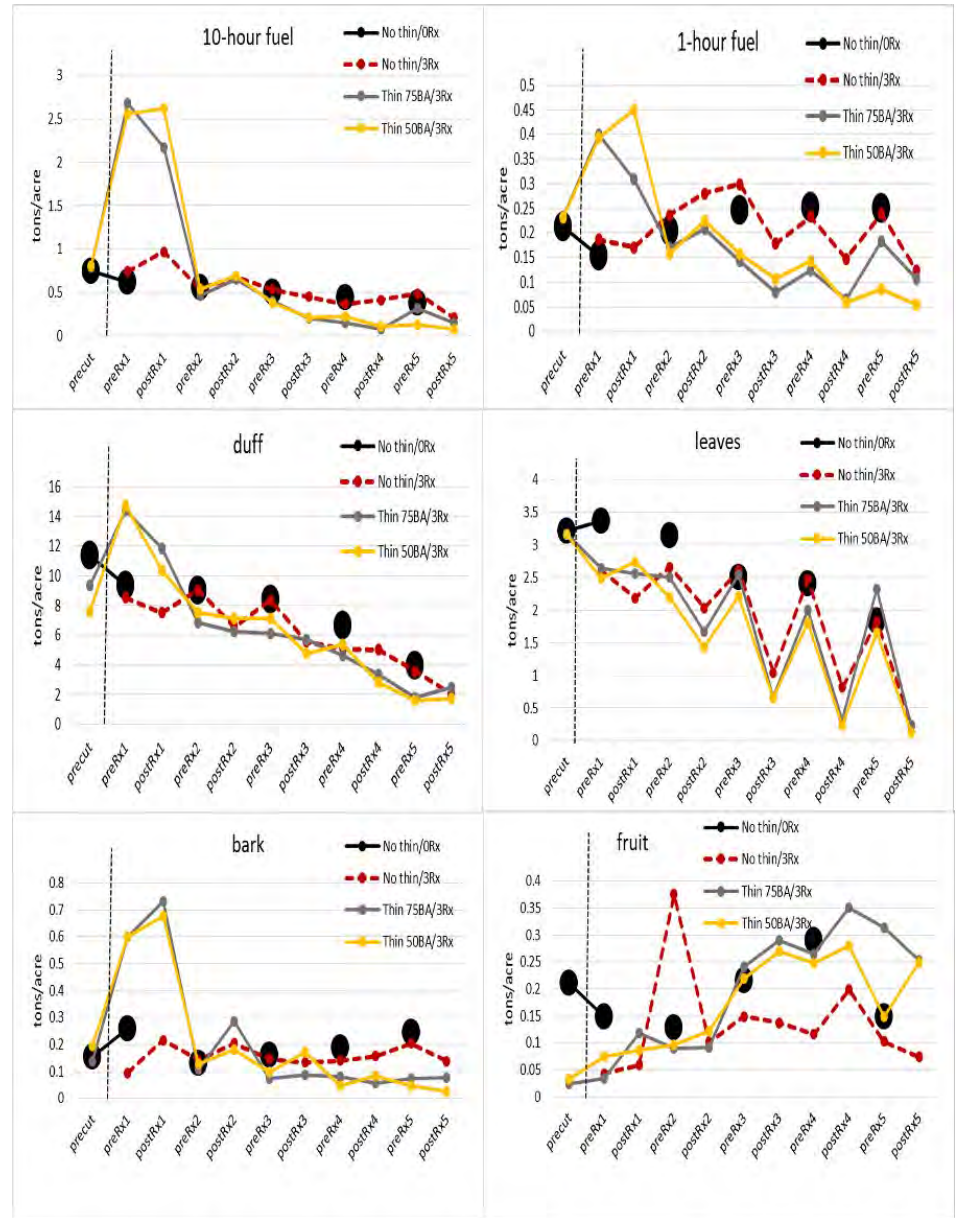 10-hour fuel
No thin/0Rx
No thin/3Rx
Thin 75BA/3Rx
Thin 50BA/3Rx
tons/acre
3
2.5
2
1.5
1
0.5
0
precut
preRx1
postRx1
preRx2
postRx2
preRx3
postRx3
preRx4
postRx4
preRx5
postRx5
1-hour fuel
No thin/0Rx
No thin/3Rx
Thin 75BA/3Rx
Thin 50BA/3Rx
tons/acre
0.5
0.45
0.4
0.35
0.3
0.25
0.2
0.15
0.1
0.05
0
precut
preRx1
postRx1
preRx2
postRx2
preRx3
postRx3
preRx4
postRx4
preRx5
postRx5
duff
No thin/0Rx
No thin/3Rx
Thin 75BA/3Rx
Thin 50BA/3Rx
tons/acre
16
14
12
10
8
6
4
2
0
precut
preRx1
postRx1
preRx2
postRx2
preRx3
postRx3
preRx4
postRx4
preRx5
postRx5
leaves
No thin/0Rx
No thin/3Rx
Thin 75BA/3Rx
Thin 50BA/3Rx
tons/acre
4
3.5
3
2.5
2
1.5
1
0.5
0
precut
preRx1
postRx1
preRx2
postRx2
preRx3
postRx3
preRx4
postRx4
preRx5
postRx5
bark
No thin/0Rx
No thin/3Rx
Thin 75BA/3Rx
Thin 50BA/3Rx
tons/acre
0.8
0.7
0.6
0.5
0.4
0.3
0.2
0.1
0
precut
preRx1
postRx1
preRx2
postRx2
preRx3
postRx3
preRx4
postRx4
preRx5
postRx5
fruit
No thin/0Rx
No thin/3Rx
Thin 75BA/3Rx
Thin 50BA/3Rx
tons/acre
0.4
0.35
0.3
0.25
0.2
0.15
0.1
0.05
0
precut
preRx1
postRx1
preRx2
postRx2
preRx3
postRx3
preRx4
postRx4
preRx5
postRx5